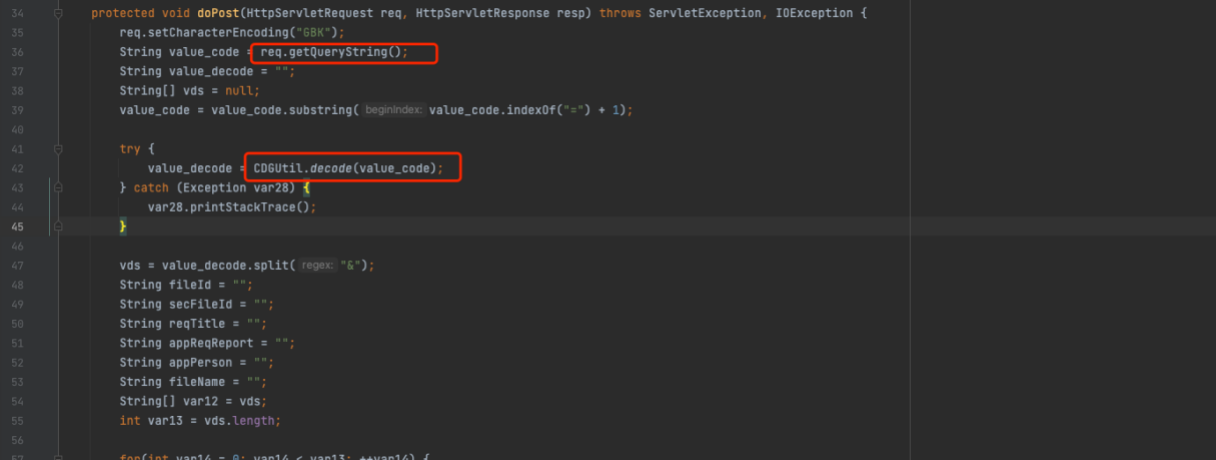 34 protected void doPost(HttpServletRequest req, HttpServletResponse resp) throws ServletException, IOException {
35 req.setCharacterEncoding("GBK");
36 String value_code = req.getQueryString();
37 String value_decode = "";
38 String[] vds = null;
39 value_code = value_code.substring( beginIndex: value_code.indexOf("=") + 1);
40
41 try {
42 value_decode = CDGUtil.decode(value_code);
43 } catch (Exception var28) {
44 var28.printStackTrace();
45 }
46
47 vds = value_decode.split( regex: "&");
48 String fileId = "";
49 String secFileId = "";
50 String reqTitle = "";
51 String appReqReport = "";
52 String appPerson = "";
53 String fileName = "";
54 String[] var12 = vds;
55 int var13 = vds.length;
56
57 for(int var14 = 0; var14 < var13; ++var14) {